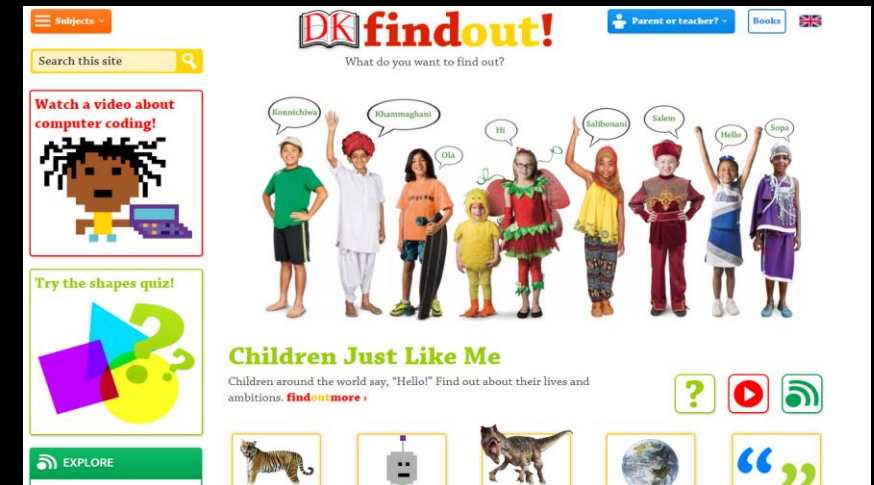 Subjects
DK findout!
Parent or teacher?
Books
Search this site
What do you want to find out?
Watch a video about
computer coding!
Konnichiwa
Khammaghani
Olá
Hi
Salibonani
Salem
Hello
Sopa
Try the shapes quiz!
?
?
Children Just Like Me
Children around the world say, "Hello!" Find out about their lives and
ambitions. findoutmore ›
?
EXPLORE
“ ”